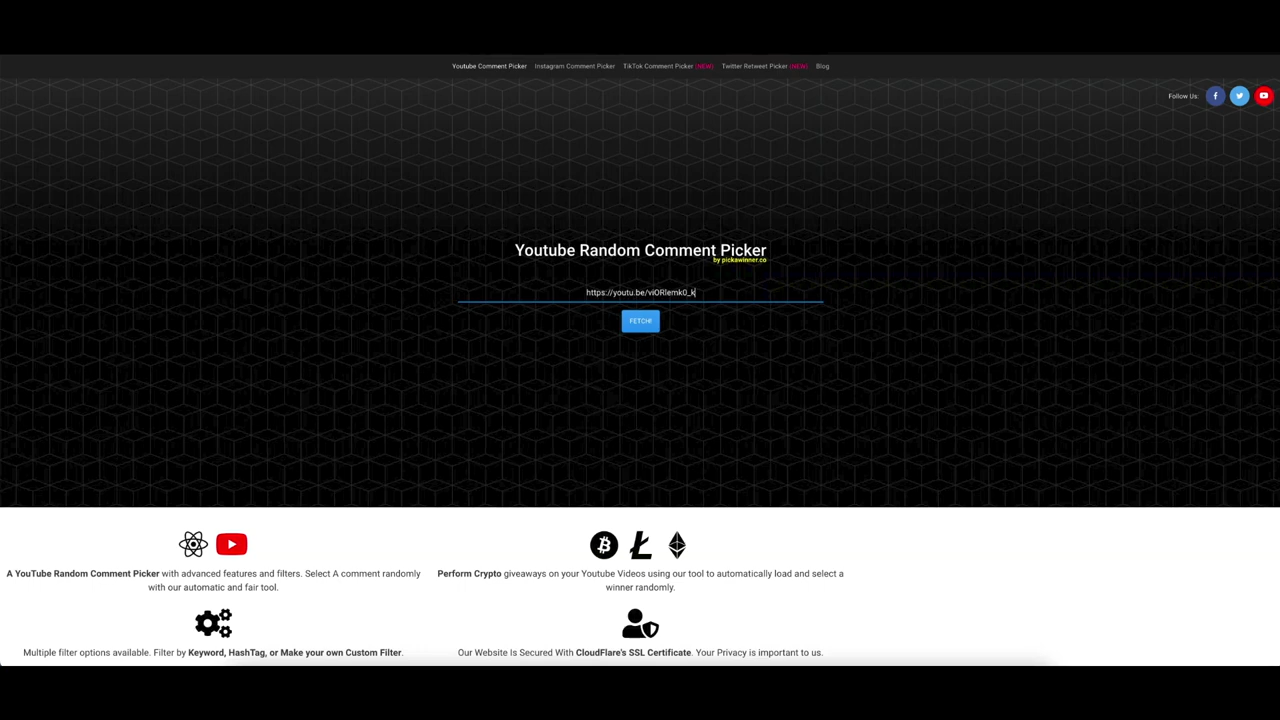 Youtube Comment Picker Instagram Comment Picker TikTok Comment Picker (NEW) Twitter Retweet Picker (NEW) Blog
Follow Us:
Youtube Random Comment Picker
by pickawinner.co
https://youtu.be/viORlemk0_k
FETCH!
A YouTube Random Comment Picker with advanced features and filters. Select A comment randomly
with our automatic and fair tool.
Perform Crypto giveaways on your Youtube Videos using our tool to automatically load and select a
winner randomly.
Multiple filter options available. Filter by Keyword, HashTag, or Make your own Custom Filter.
Our Website Is Secured With CloudFlare's SSL Certificate. Your Privacy is important to us.